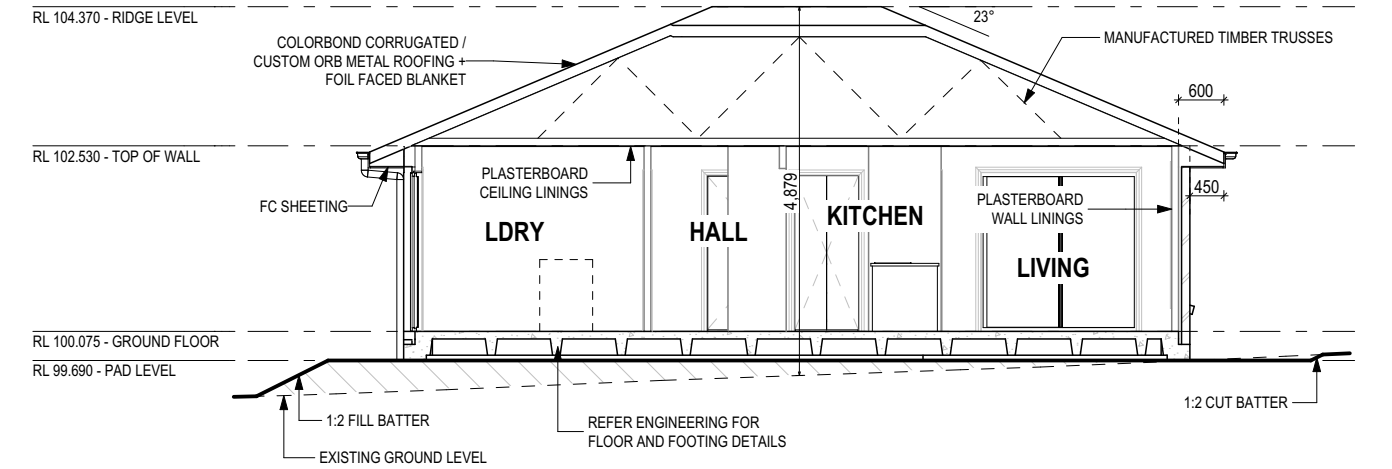 RL 104.370 - RIDGE LEVEL
23°
COLORBOND CORRUGATED /
CUSTOM ORB METAL ROOFING +
FOIL FACED BLANKET
MANUFACTURED TIMBER TRUSSES
600
RL 102.530 - TOP OF WALL
PLASTERBOARD
CEILING LININGS
4,879
FC SHEETING
PLASTERBOARD
WALL LININGS
450
LDRY
HALL
KITCHEN
LIVING
RL 100.075 - GROUND FLOOR
RL 99.690 - PAD LEVEL
1:2 FILL BATTER
REFER ENGINEERING FOR
FLOOR AND FOOTING DETAILS
1:2 CUT BATTER
EXISTING GROUND LEVEL